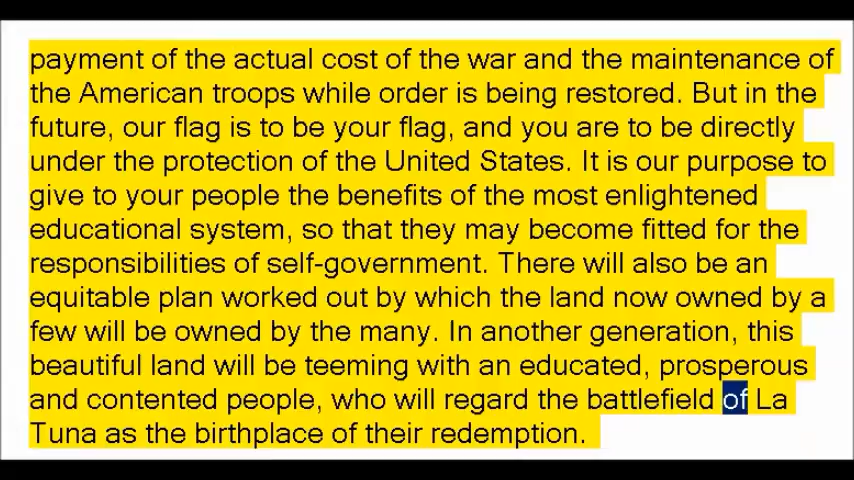 payment of the actual cost of the war and the maintenance of
the American troops while order is being restored. But in the
future, our flag is to be your flag, and you are to be directly
under the protection of the United States. It is our purpose to
give to your people the benefits of the most enlightened
educational system, so that they may become fitted for the
responsibilities of self-government. There will also be an
equitable plan worked out by which the land now owned by a
few will be owned by the many. In another generation, this
beautiful land will be teeming with an educated, prosperous
and contented people, who will regard the battlefield of La
Tuna as the birthplace of their redemption.